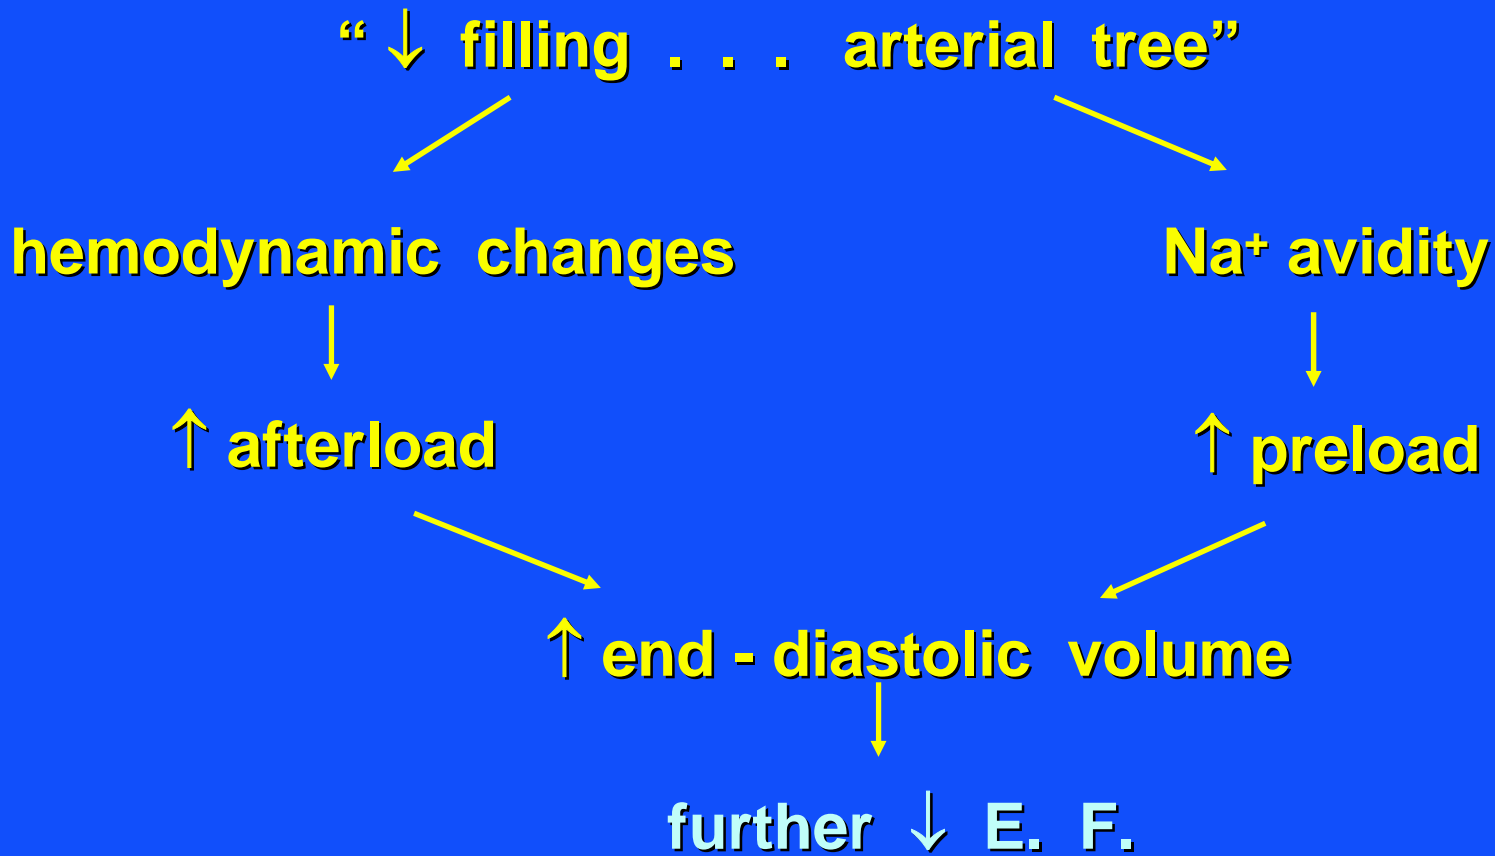 “ ↓ filling . . . arterial tree”
hemodynamic changes
Na⁺ avidity
↑ afterload
↑ preload
↑ end - diastolic volume
further ↓ E. F.